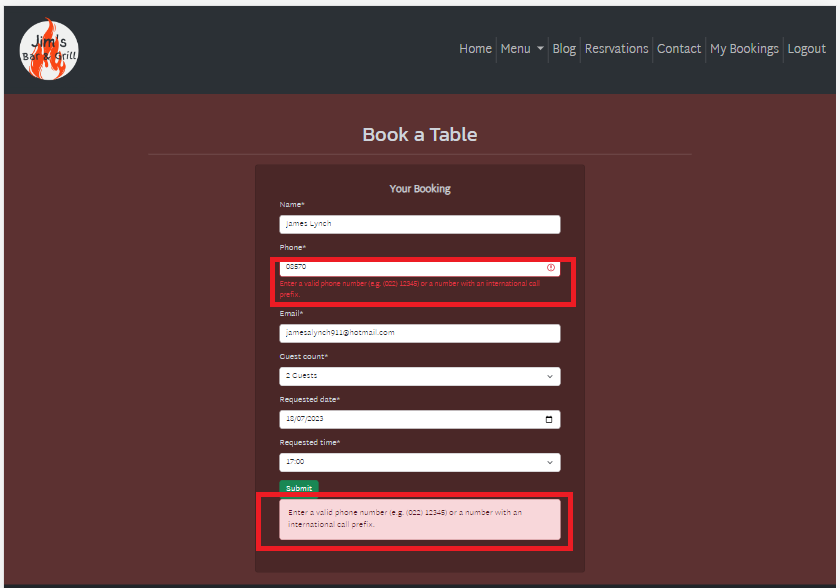 Jim's
Bar & Grill
Home Menu Blog Resrvations Contact My Bookings Logout
Book a Table
Your Booking
Name*
James Lynch
Phone*
08570
Enter a valid phone number (e.g. (022) 12345) or a number with an international call
prefix.
Email*
jamesalynch911@hotmail.com
Guest count*
2 Guests
Requested date*
18/07/2023
Requested time*
17:00
Submit
Enter a valid phone number (e.g. (022) 12345) or a number with an
international call prefix.